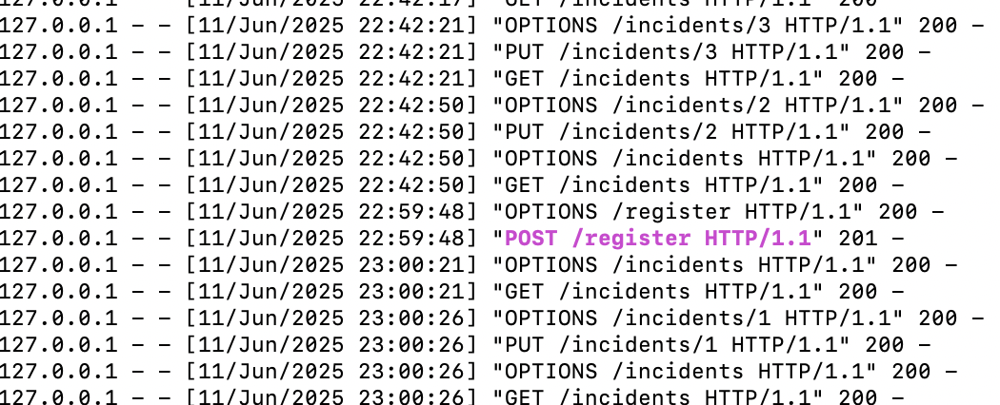 127.0.0.1 - - [11/Jun/2025 22:42:17] "GET /incidents HTTP/1.1" 200 -
127.0.0.1 - - [11/Jun/2025 22:42:21] "OPTIONS /incidents/3 HTTP/1.1" 200 -
127.0.0.1 - - [11/Jun/2025 22:42:21] "PUT /incidents/3 HTTP/1.1" 200 -
127.0.0.1 - - [11/Jun/2025 22:42:21] "GET /incidents HTTP/1.1" 200 -
127.0.0.1 - - [11/Jun/2025 22:42:50] "OPTIONS /incidents/2 HTTP/1.1" 200 -
127.0.0.1 - - [11/Jun/2025 22:42:50] "PUT /incidents/2 HTTP/1.1" 200 -
127.0.0.1 - - [11/Jun/2025 22:42:50] "OPTIONS /incidents HTTP/1.1" 200 -
127.0.0.1 - - [11/Jun/2025 22:42:50] "GET /incidents HTTP/1.1" 200 -
127.0.0.1 - - [11/Jun/2025 22:59:48] "OPTIONS /register HTTP/1.1" 200 -
127.0.0.1 - - [11/Jun/2025 22:59:48] "POST /register HTTP/1.1" 201 -
127.0.0.1 - - [11/Jun/2025 23:00:21] "OPTIONS /incidents HTTP/1.1" 200 -
127.0.0.1 - - [11/Jun/2025 23:00:21] "GET /incidents HTTP/1.1" 200 -
127.0.0.1 - - [11/Jun/2025 23:00:26] "OPTIONS /incidents/1 HTTP/1.1" 200 -
127.0.0.1 - - [11/Jun/2025 23:00:26] "PUT /incidents/1 HTTP/1.1" 200 -
127.0.0.1 - - [11/Jun/2025 23:00:26] "OPTIONS /incidents HTTP/1.1" 200 -
127.0.0.1 - - [11/Jun/2025 23:00:26] "GET /incidents HTTP/1.1" 200 -